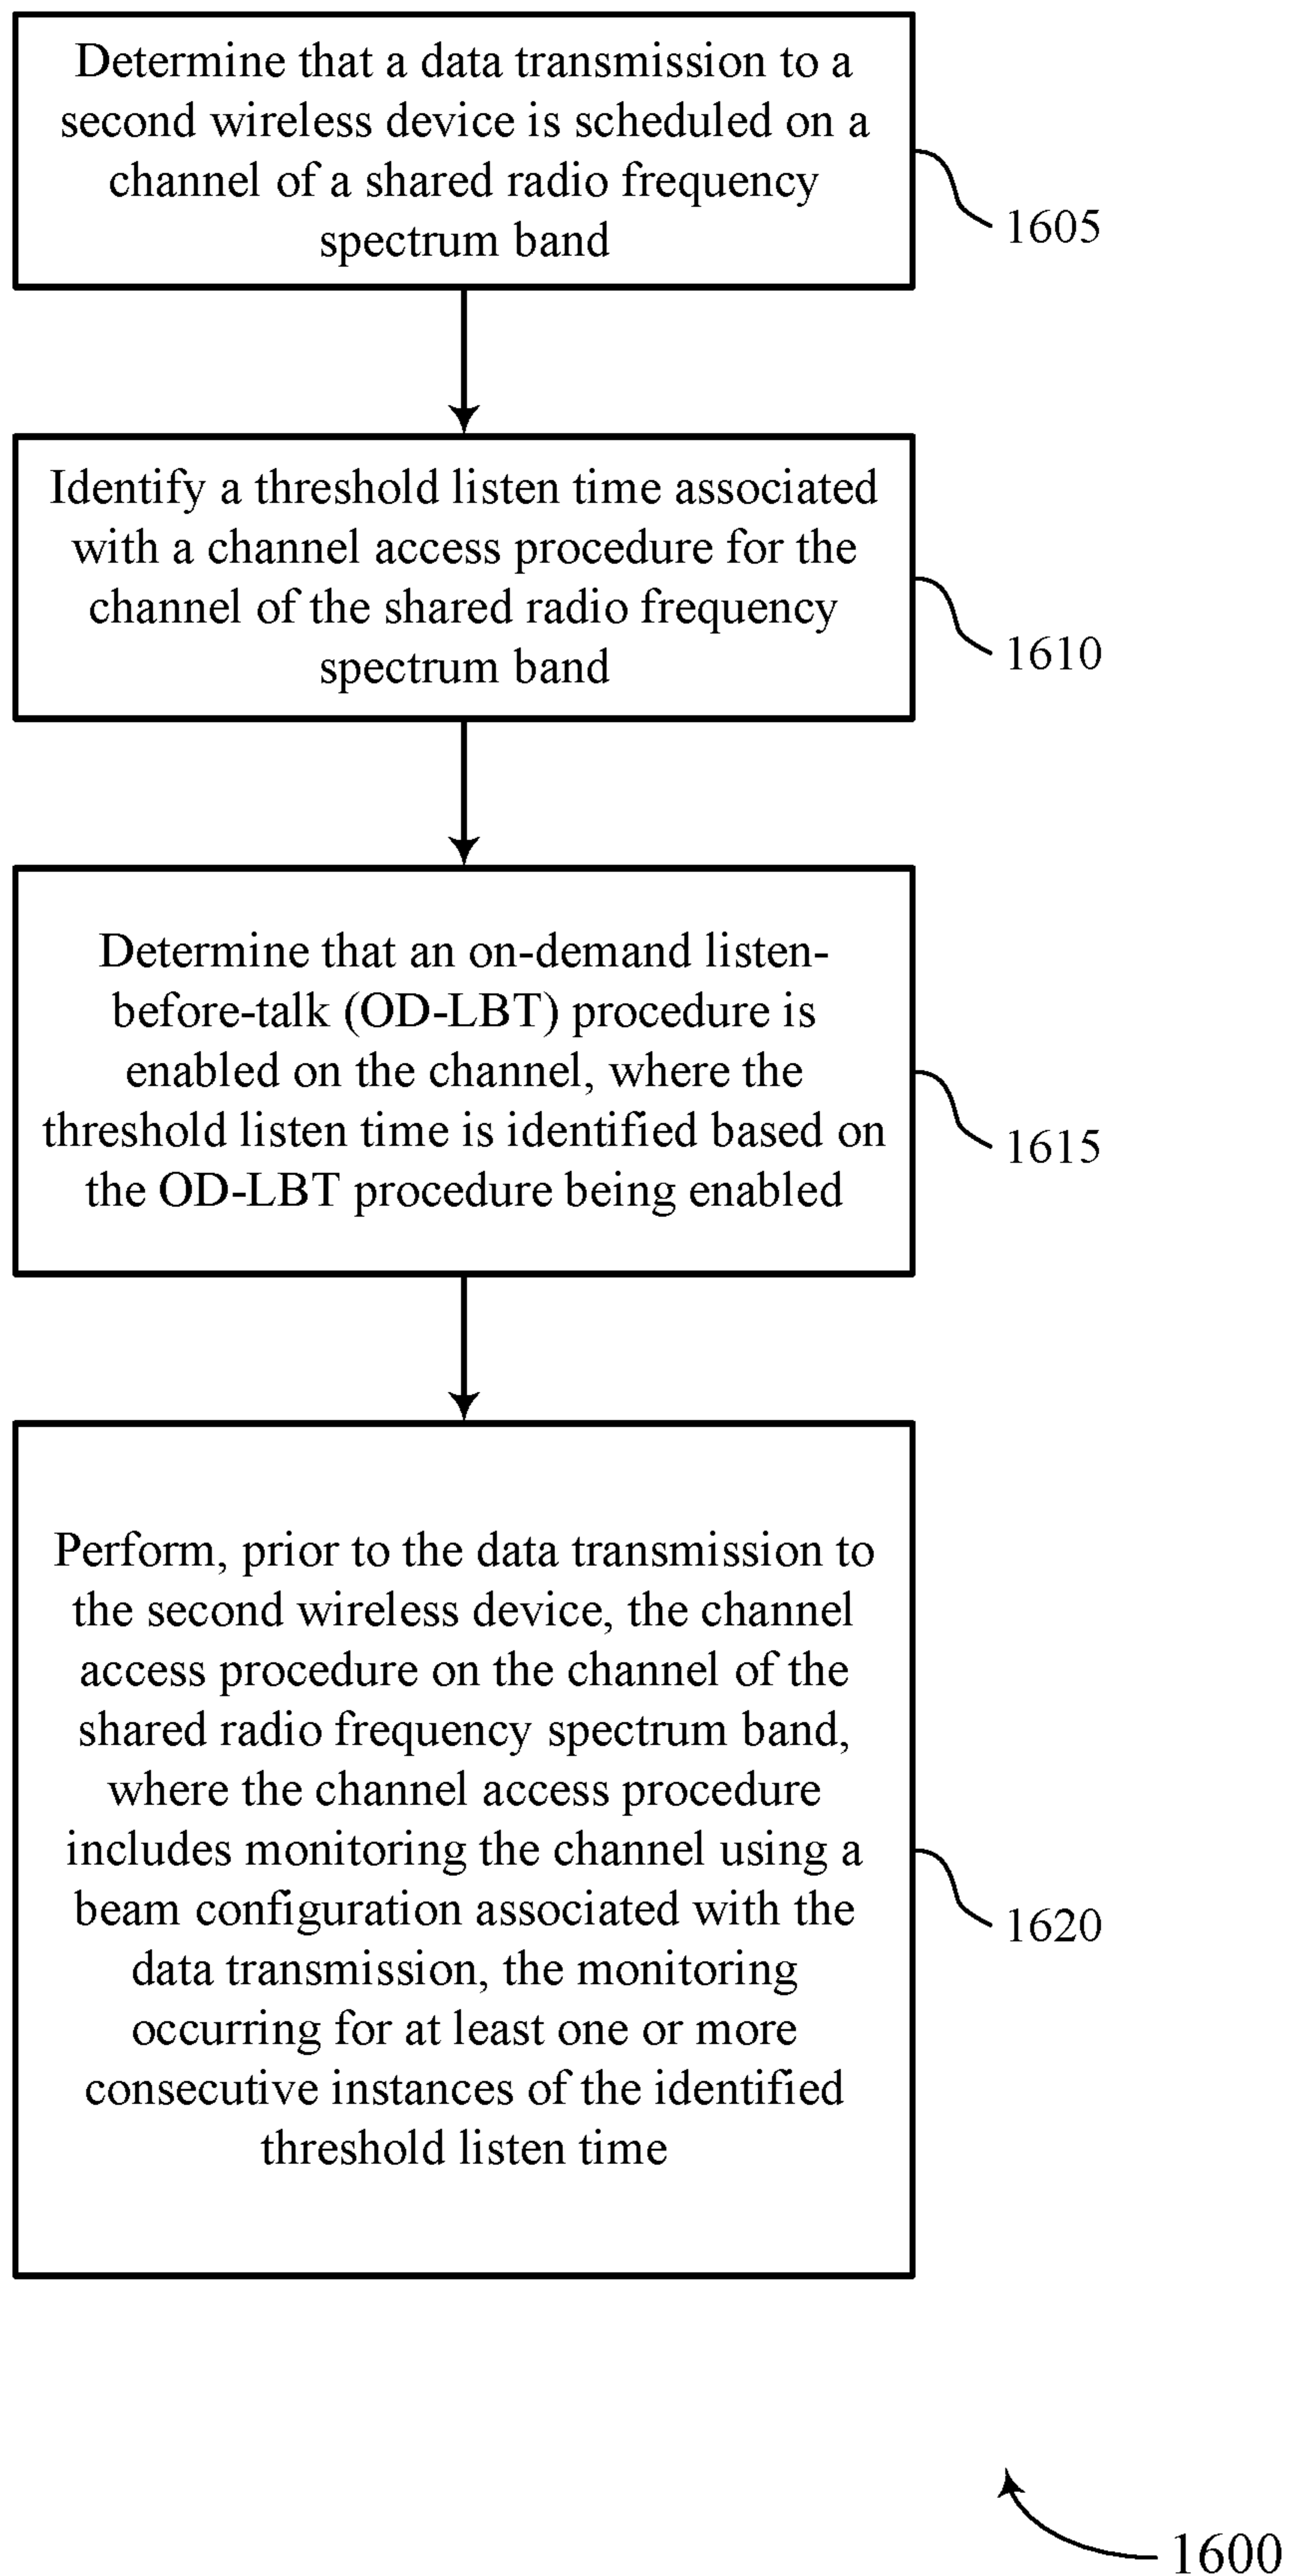 Determine that a data transmission to a
second wireless device is scheduled on a
channel of a shared radio frequency
spectrum band
1605
Identify a threshold listen time associated
with a channel access procedure for the
channel of the shared radio frequency
spectrum band
1610
Determine that an on-demand listen-
before-talk (OD-LBT) procedure is
enabled on the channel, where the
threshold listen time is identified based on
the OD-LBT procedure being enabled
1615
Perform, prior to the data transmission to
the second wireless device, the channel
access procedure on the channel of the
shared radio frequency spectrum band,
where the channel access procedure
includes monitoring the channel using a
beam configuration associated with the
data transmission, the monitoring
occurring for at least one or more
consecutive instances of the identified
threshold listen time
1620
1600